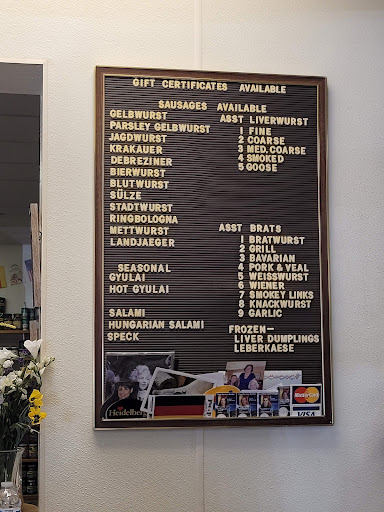 GIFT CERTIFICATES AVAILABLE
SAUSAGES AVAILABLE
GELBWURST
PARSLEY GELBWURST
JAGDWURST
KRAKAUER
DEBREZINER
BIERWURST
BLUTWURST
SÜLZE
STADTWURST
RINGBOLOGNA
METTWURST
LANDJAEGER
SEASONAL
GYULAI
HOT GYULAI
SALAMI
HUNGARIAN SALAMI
SPECK
ASST LIVERWURST
1 FINE
2 COARSE
3 MED. COARSE
4 SMOKED
5 GOOSE
ASST BRATS
1 BRATWURST
2 GRILL
3 BAVARIAN
4 PORK & VEAL
5 WEISSWURST
6 WIENER
7 SMOKEY LINKS
8 KNACKWURST
9 GARLIC
FROZEN-
LIVER DUMPLINGS
LEBERKAESE
Heidelbe
MasterCard
VISA